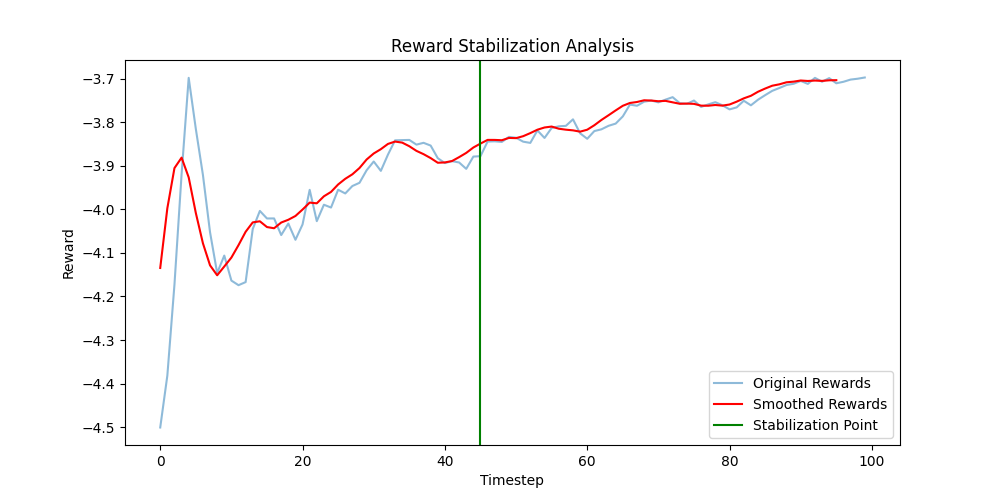 Reward Stabilization Analysis
Reward
−3.7
−3.8
−3.9
−4.0
−4.1
−4.2
−4.3
−4.4
−4.5
0
20
40
60
80
100
Timestep
Original Rewards
Smoothed Rewards
Stabilization Point